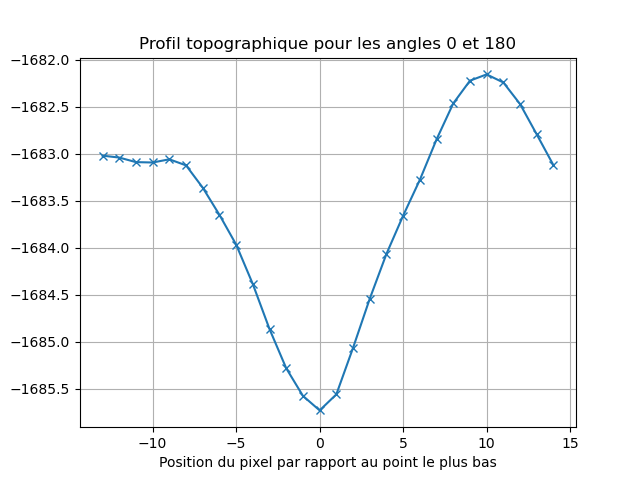 Profil topographique pour les angles 0 et 180
−1682.0
−1682.5
−1683.0
−1683.5
−1684.0
−1684.5
−1685.0
−1685.5
−10 −5 0 5 10 15
Position du pixel par rapport au point le plus bas